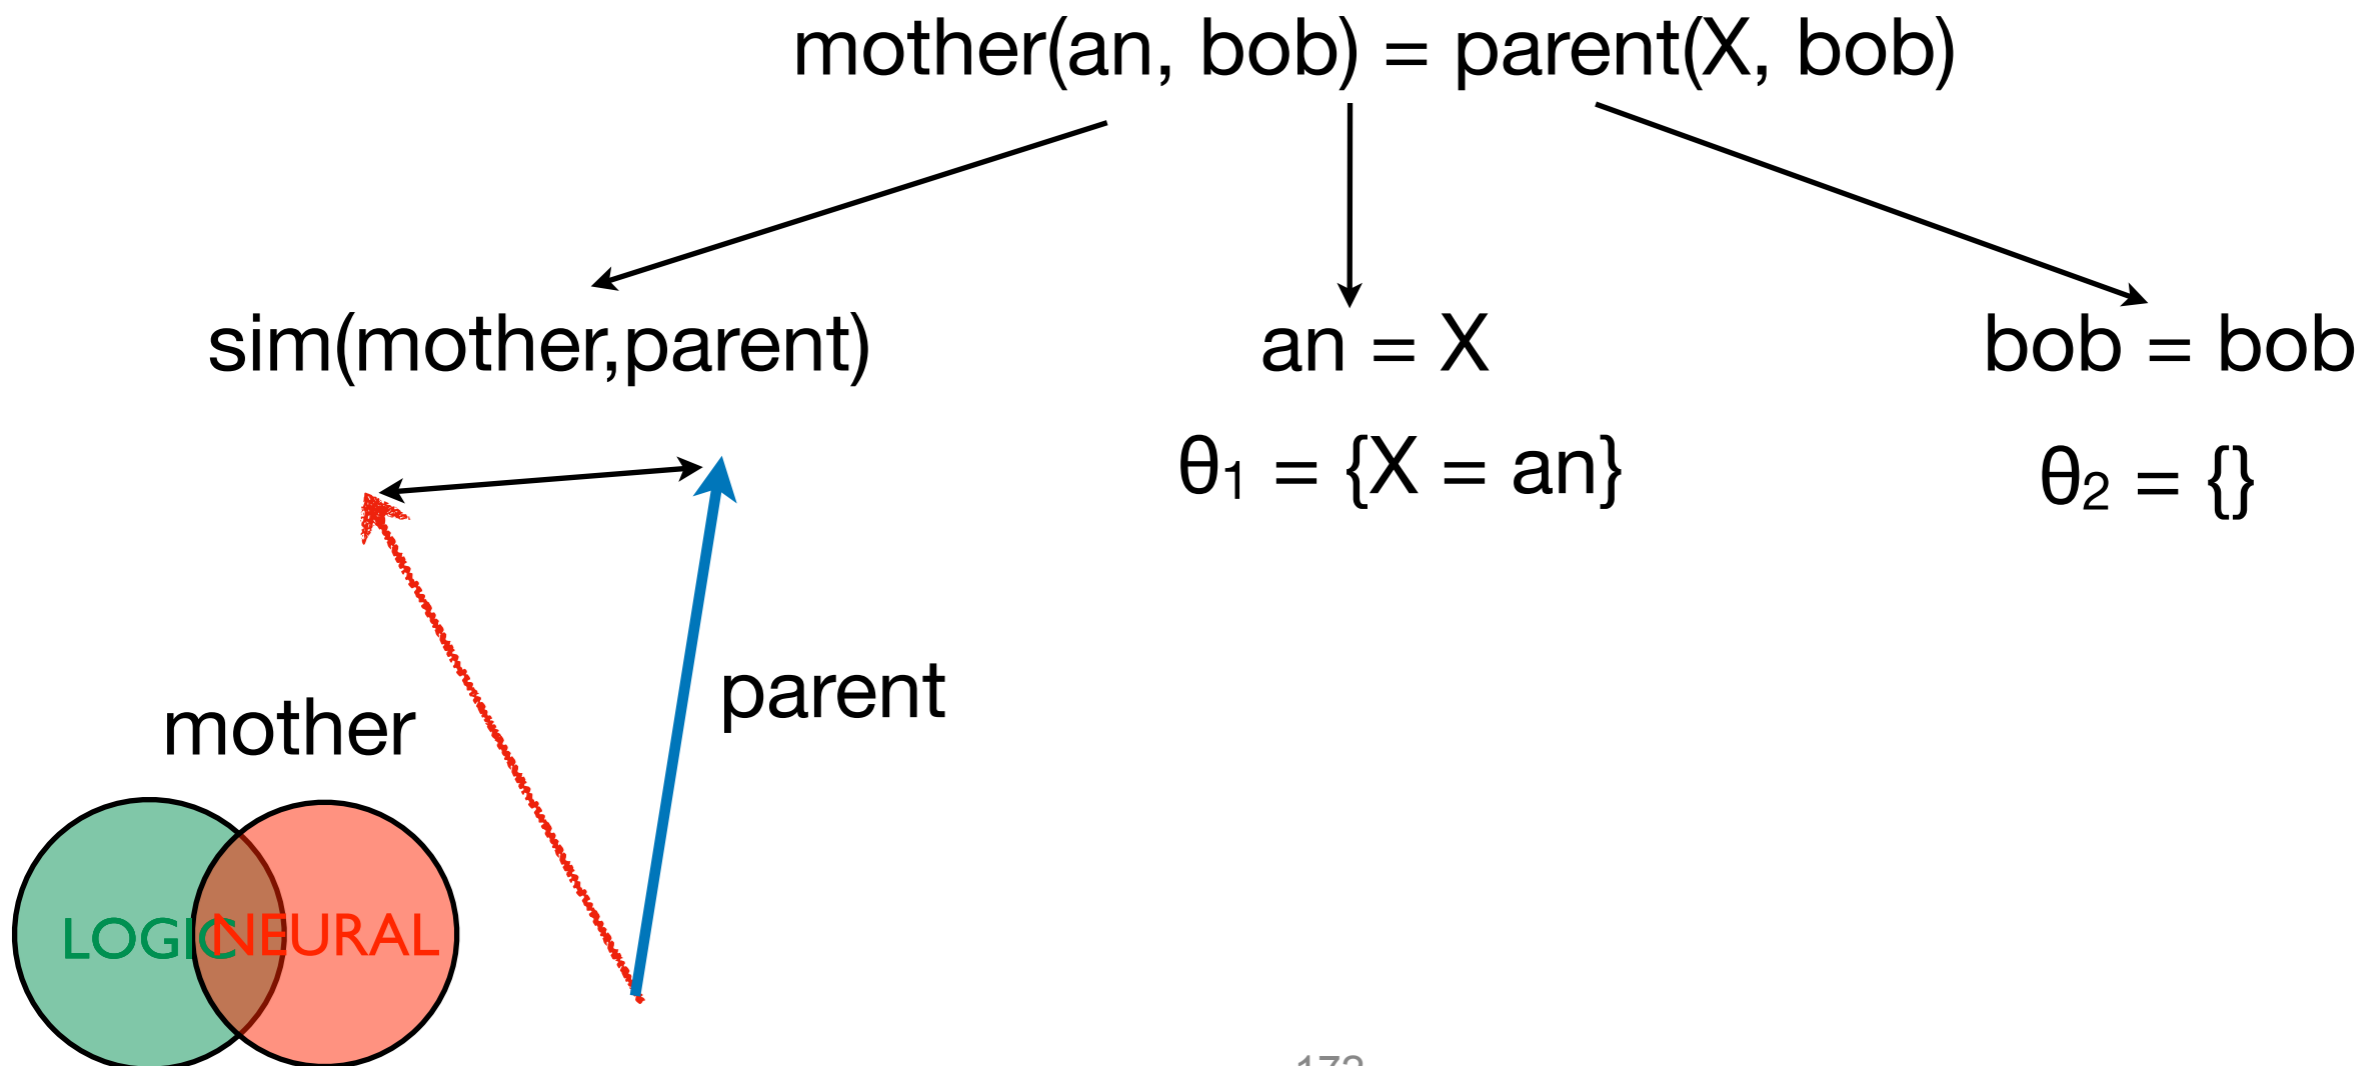 mother(an, bob) = parent(X, bob)
sim(mother,parent)
an = X
bob = bob
θ₁ = {X = an}
θ₂ = {}
parent
mother
LOGIC
NEURAL